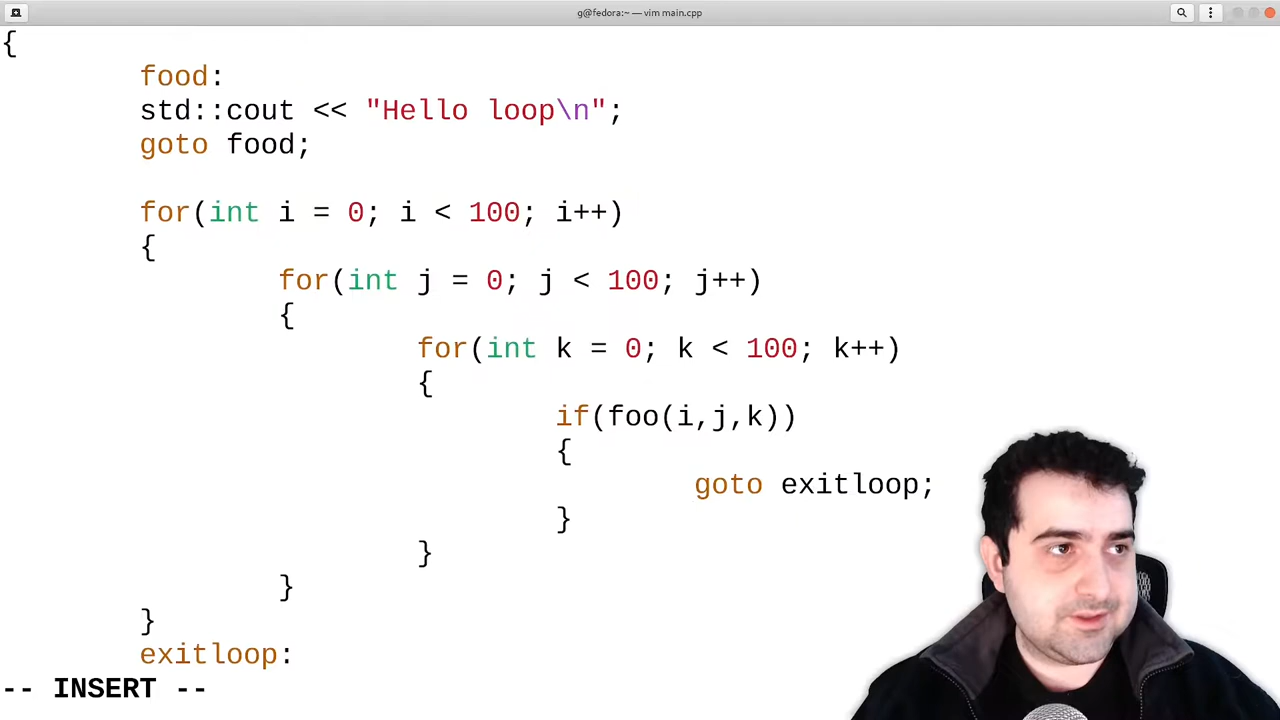 g@fedora:~ — vim main.cpp
{
food:
std::cout << "Hello loop\n";
goto food;
for(int i = 0; i < 100; i++)
{
for(int j = 0; j < 100; j++)
{
for(int k = 0; k < 100; k++)
{
if(foo(i,j,k))
{
goto exitloop;
}
}
}
}
exitloop:
-- INSERT --